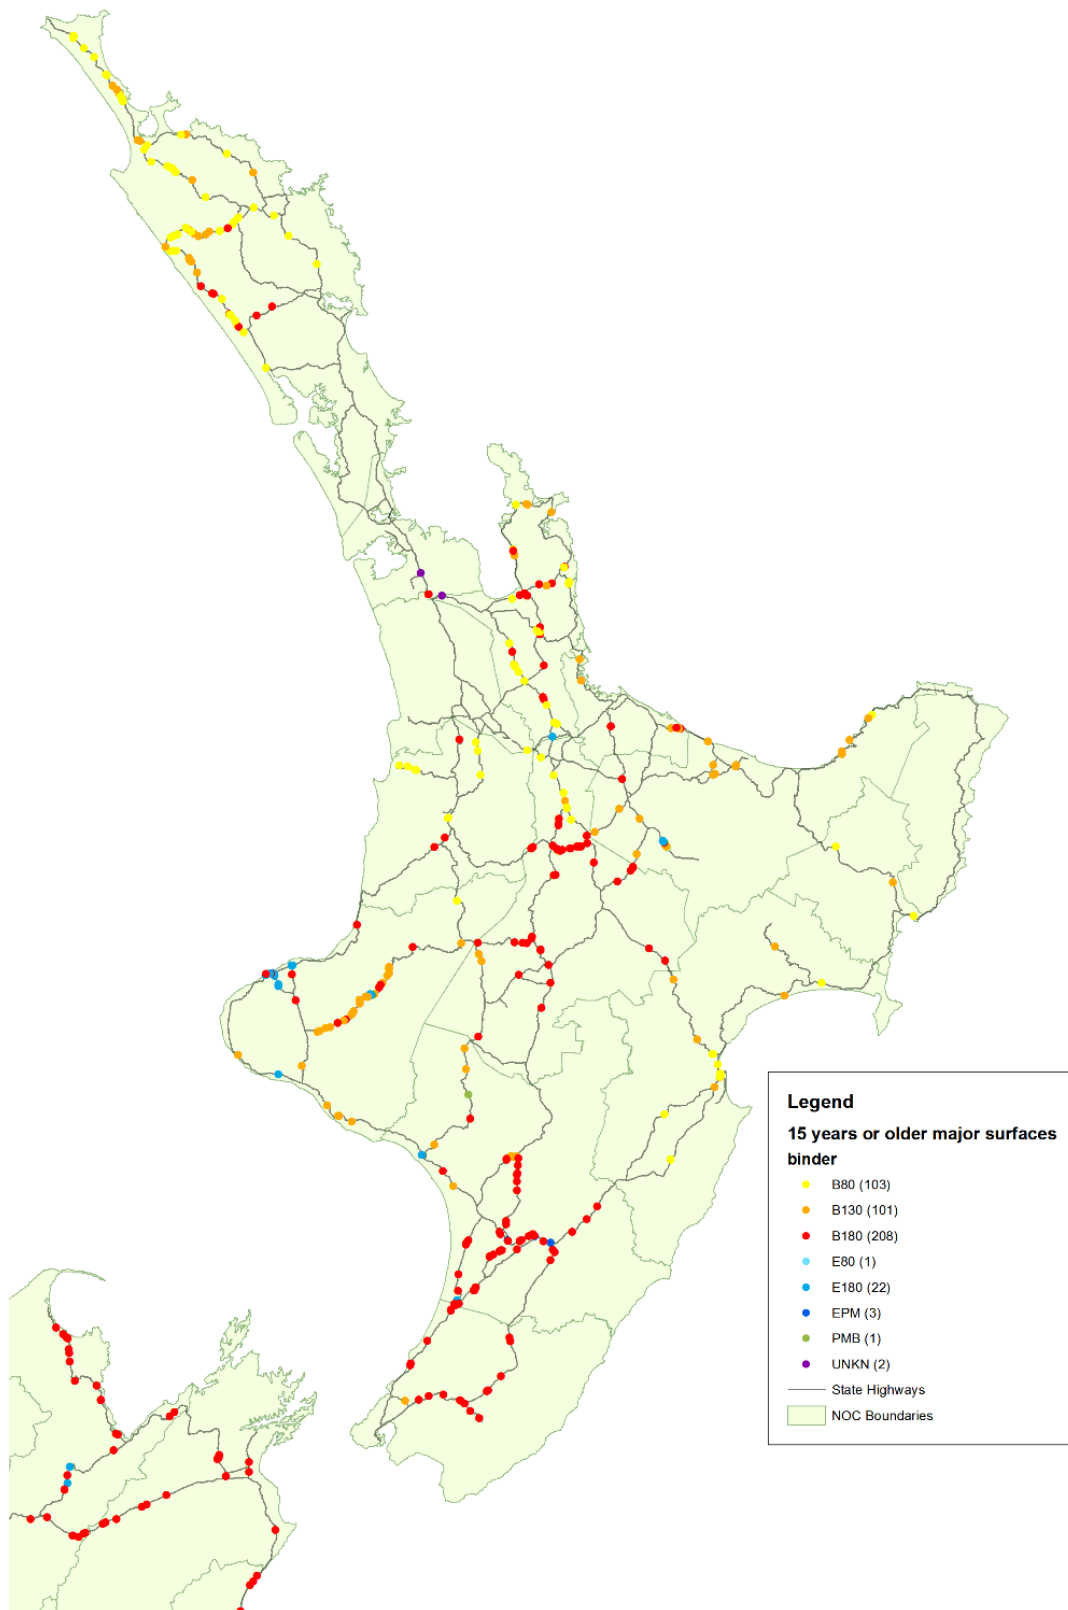 Legend
15 years or older major surfaces
binder
B80 (103)
B130 (101)
B180 (208)
E80 (1)
E180 (22)
EPM (3)
PMB (1)
UNKN (2)
State Highways
NOC Boundaries